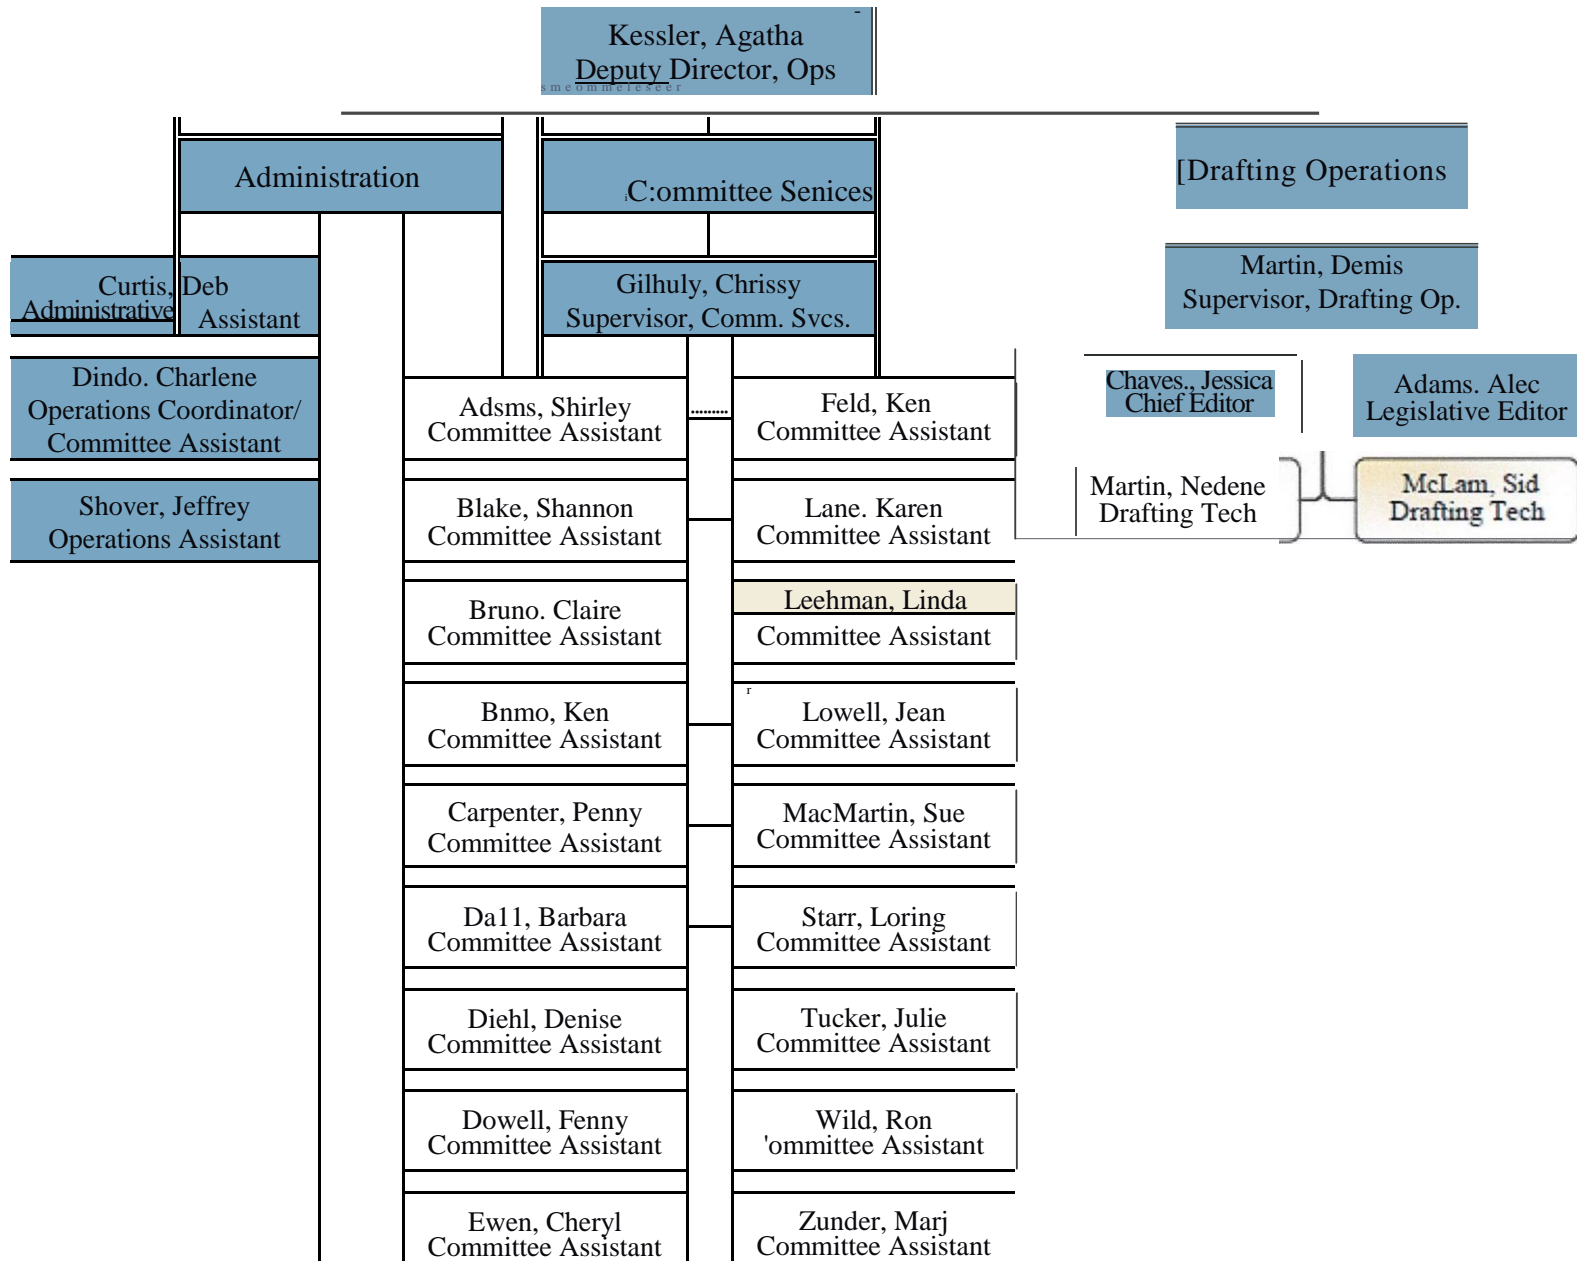 Kessler, Agatha
Deputy Director, Ops
smeommeleseer
Administration
iC:ommittee Senices
[Drafting Operations
Curtis, Deb
Administrative
Assistant
Gilhuly, Chrissy
Supervisor, Comm. Svcs.
Martin, Demis
Supervisor, Drafting Op.
Dindo. Charlene
Operations Coordinator/
Committee Assistant
Shover, Jeffrey
Operations Assistant
Adsms, Shirley
Committee Assistant
Blake, Shannon
Committee Assistant
Bruno. Claire
Committee Assistant
Bnmo, Ken
Committee Assistant
Carpenter, Penny
Committee Assistant
Da11, Barbara
Committee Assistant
Diehl, Denise
Committee Assistant
Dowell, Fenny
Committee Assistant
Ewen, Cheryl
Committee Assistant
Feld, Ken
Committee Assistant
Lane. Karen
Committee Assistant
Leehman, Linda
Committee Assistant
r
Lowell, Jean
Committee Assistant
MacMartin, Sue
Committee Assistant
Starr, Loring
Committee Assistant
Tucker, Julie
Committee Assistant
Wild, Ron
'ommittee Assistant
Zunder, Marj
Committee Assistant
Chaves., Jessica
Chief Editor
Adams. Alec
Legislative Editor
Martin, Nedene
Drafting Tech
McLam, Sid
Drafting Tech